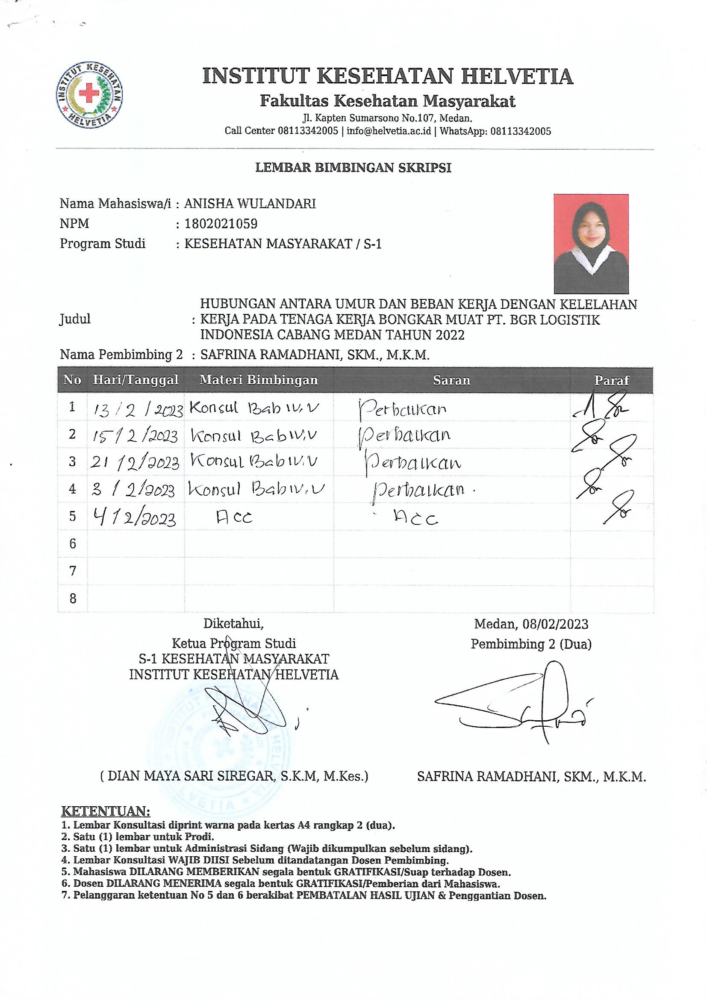 INSTITUT KESEHATAN HELVETIA
INSTITUT KESEHATAN HELVETIA
Fakultas Kesehatan Masyarakat
Jl. Kapten Sumarsono No.107, Medan.
Call Center 08113342005 | info@helvetia.ac.id | WhatsApp: 08113342005
LEMBAR BIMBINGAN SKRIPSI
Nama Mahasiswa/i : ANISHA WULANDARI
NPM : 1802021059
Program Studi : KESEHATAN MASYARAKAT / S-1
HUBUNGAN ANTARA UMUR DAN BEBAN KERJA DENGAN KELELAHAN
Judul : KERJA PADA TENAGA KERJA BONGKAR MUAT PT. BGR LOGISTIK
INDONESIA CABANG MEDAN TAHUN 2022
Nama Pembimbing 2 : SAFRINA RAMADHANI, SKM., M.K.M.
No Hari/Tanggal Materi Bimbingan Saran Paraf
1 13/2/2023 Konsul Bab IV, V Perbaikan
2 15/2/2023 Konsul Bab IV, V Perbaikan
3 21/2/2023 Konsul Bab IV, V Perbaikan
4 3/2/2023 Konsul Bab IV, V Perbaikan.
5 4/2/2023 Acc Acc
6
7
8
Diketahui, Medan, 08/02/2023
Ketua Program Studi Pembimbing 2 (Dua)
S-1 KESEHATAN MASYARAKAT
INSTITUT KESEHATAN HELVETIA
( DIAN MAYA SARI SIREGAR, S.K.M, M.Kes.) SAFRINA RAMADHANI, SKM., M.K.M.
KETENTUAN:
1. Lembar Konsultasi diprint warna pada kertas A4 rangkap 2 (dua).
2. Satu (1) lembar untuk Prodi.
3. Satu (1) lembar untuk Administrasi Sidang (Wajib dikumpulkan sebelum sidang).
4. Lembar Konsultasi WAJIB DIISI Sebelum ditandatangan Dosen Pembimbing.
5. Mahasiswa DILARANG MEMBERIKAN segala bentuk GRATIFIKASI/Suap terhadap Dosen.
6. Dosen DILARANG MENERIMA segala bentuk GRATIFIKASI/Pemberian dari Mahasiswa.
7. Pelanggaran ketentuan No 5 dan 6 berakibat PEMBATALAN HASIL UJIAN & Penggantian Dosen.